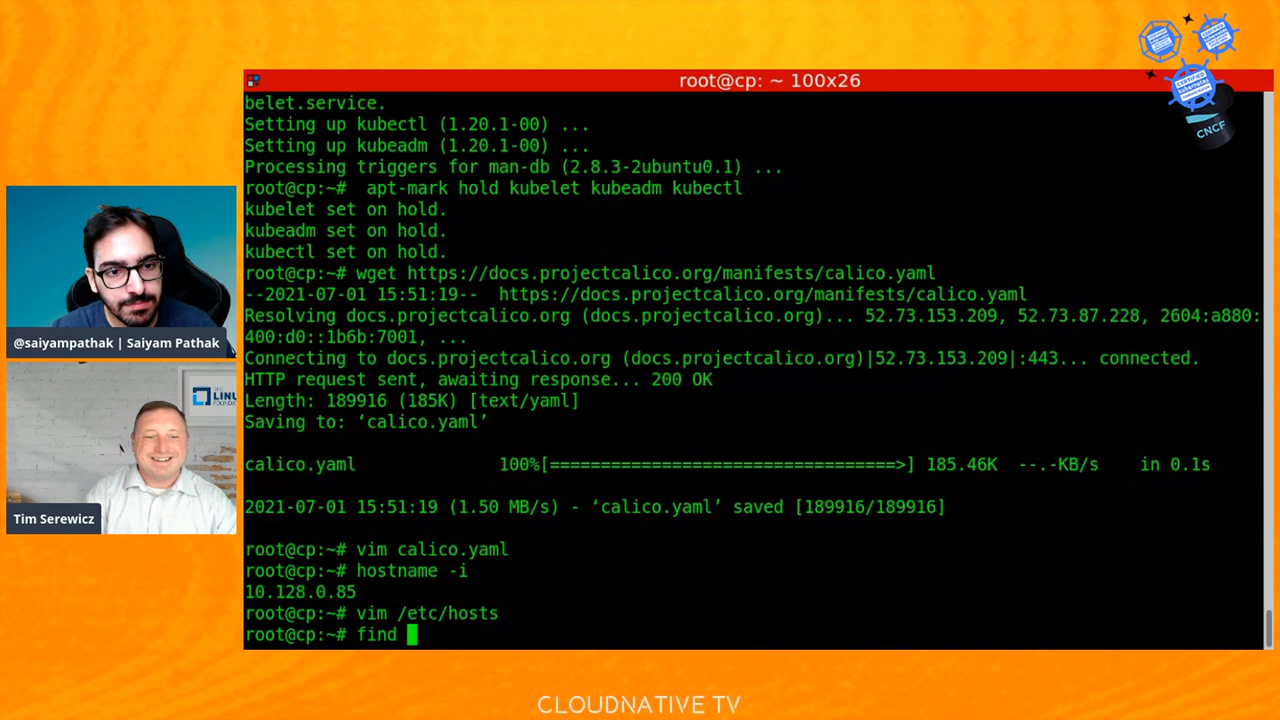 root@cp: ~ 100x26
belet.service.
Setting up kubectl (1.20.1-00) ...
Setting up kubeadm (1.20.1-00) ...
Processing triggers for man-db (2.8.3-2ubuntu0.1) ...
root@cp:~#  apt-mark hold kubelet kubeadm kubectl
kubelet set on hold.
kubeadm set on hold.
kubectl set on hold.
root@cp:~# wget https://docs.projectcalico.org/manifests/calico.yaml
--2021-07-01 15:51:19--  https://docs.projectcalico.org/manifests/calico.yaml
Resolving docs.projectcalico.org (docs.projectcalico.org)... 52.73.153.209, 52.73.87.228, 2604:a880:
400:d0::1b6b:7001, ...
Connecting to docs.projectcalico.org (docs.projectcalico.org)|52.73.153.209|:443... connected.
HTTP request sent, awaiting response... 200 OK
Length: 189916 (185K) [text/yaml]
Saving to: ‘calico.yaml’
calico.yaml 100%[=================================>] 185.46K --.-KB/s in 0.1s
2021-07-01 15:51:19 (1.50 MB/s) - ‘calico.yaml’ saved [189916/189916]
root@cp:~# vim calico.yaml
root@cp:~# hostname -i
10.128.0.85
root@cp:~# vim /etc/hosts
root@cp:~# find
@saiyampathak | Saiyam Pathak
Tim Serewicz
CERTIFIED
kubernetes
CNCF
CLOUDNATIVE TV